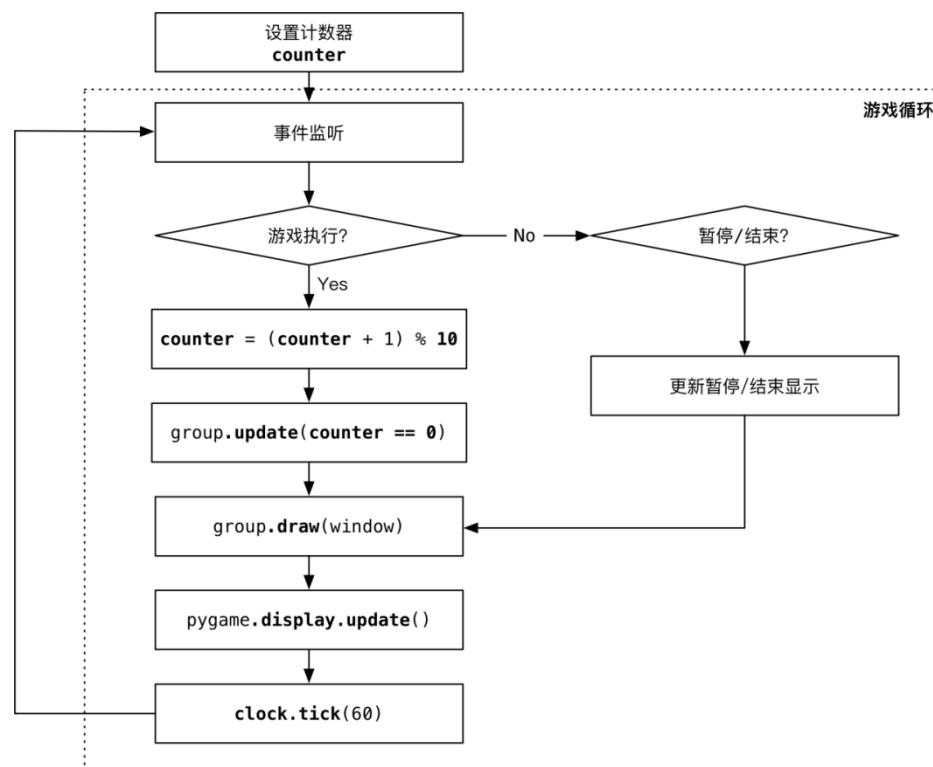 设置计数器
counter
游戏循环
事件监听
游戏执行?
No
暂停/结束?
Yes
counter = (counter + 1) % 10
更新暂停/结束显示
group.update(counter == 0)
group.draw(window)
pygame.display.update()
clock.tick(60)